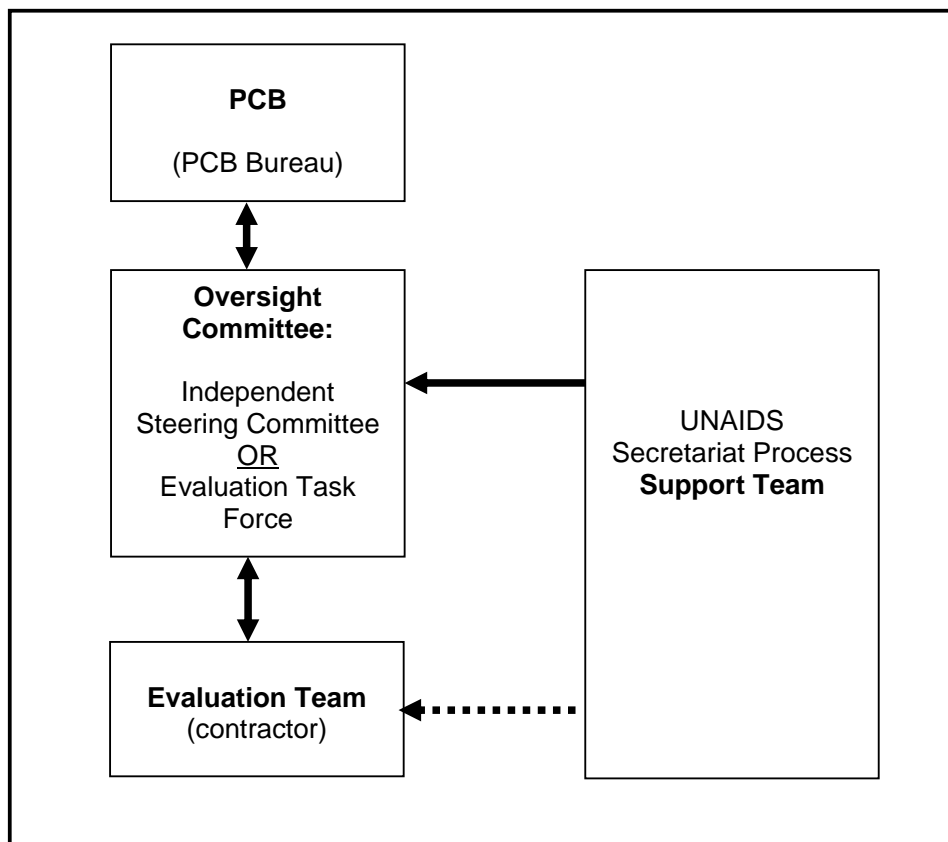 PCB
(PCB Bureau)
Oversight
Committee:
Independent
Steering Committee
OR
Evaluation Task
Force
UNAIDS
Secretariat Process
Support Team
Evaluation Team
(contractor)